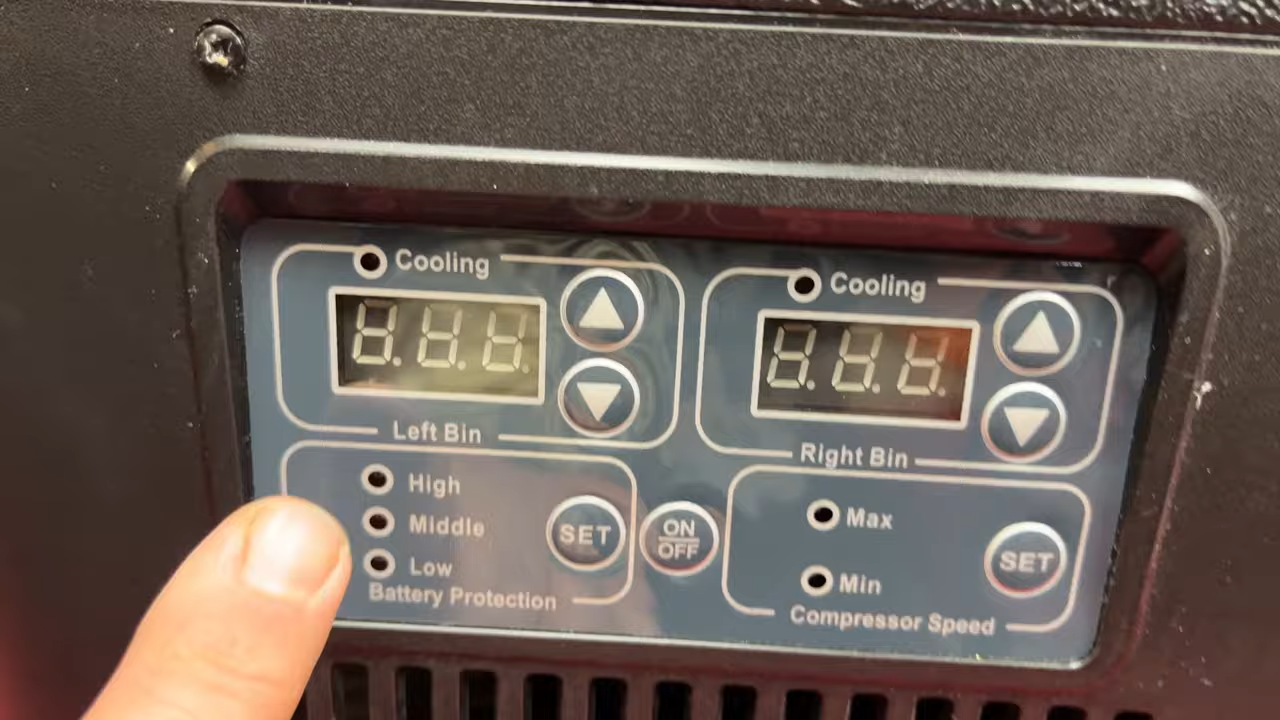 Cooling
Left Bin
Cooling
Right Bin
High
Middle
Low
Battery Protection
SET
ON
OFF
Max
Min
Compressor Speed
SET